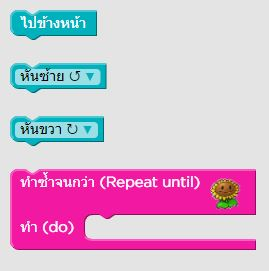 ไปข้างหน้า
หันซ้าย ↺ ▼
หันขวา ↻ ▼
ทำซ้ำจนกว่า (Repeat until)
ทำ (do)